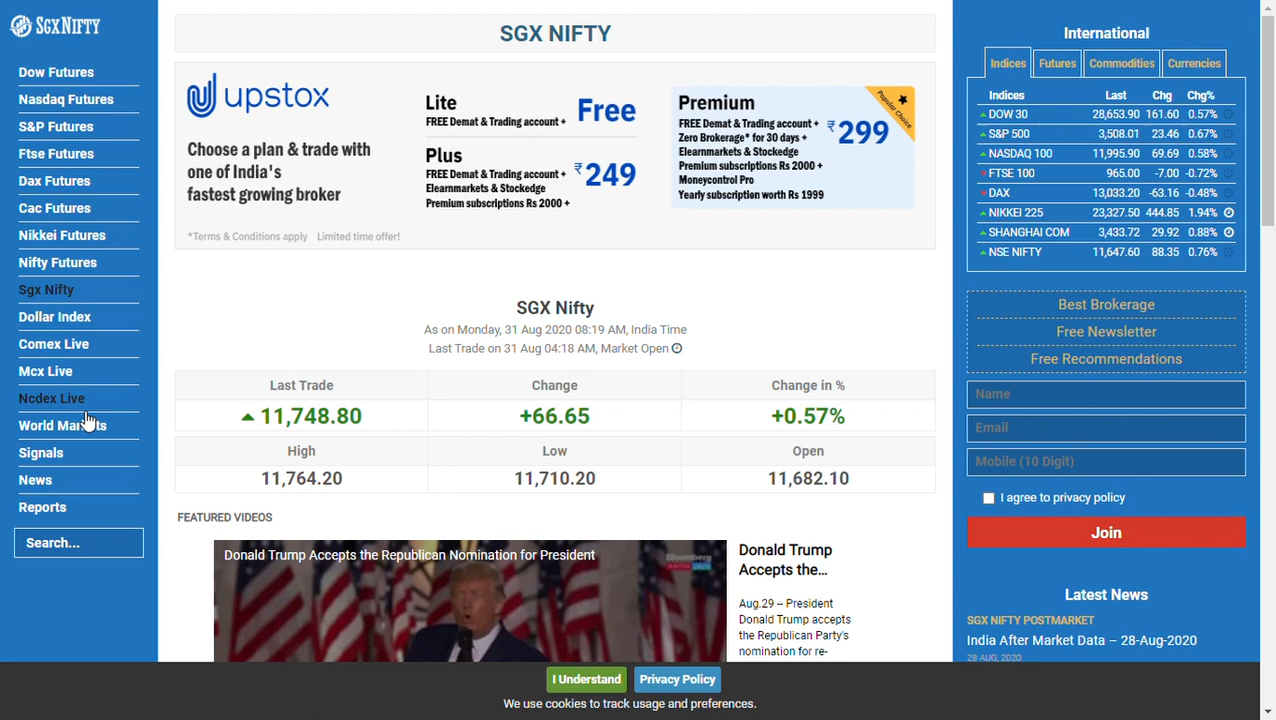 SGXNIFTY
Dow Futures
Nasdaq Futures
S&P Futures
Ftse Futures
Dax Futures
Cac Futures
Nikkei Futures
Nifty Futures
Sgx Nifty
Dollar Index
Comex Live
Mcx Live
Ncdex Live
World Markets
Signals
News
Reports
Search...
SGX NIFTY
upstox
Choose a plan & trade with
one of India's
fastest growing broker
*Terms & Conditions apply Limited time offer!
Lite
FREE Demat & Trading account + Free
Plus
FREE Demat & Trading account +
Elearnmarkets & Stockedge
Premium subscriptions Rs 2000 +
₹249
Premium
FREE Demat & Trading account +
Zero Brokerage* for 30 days +
Elearnmarkets & Stockedge
Premium subscriptions Rs 2000 +
Moneycontrol Pro
Yearly subscription worth Rs 1999
₹299
Popular Choice
SGX Nifty
As on Monday, 31 Aug 2020 08:19 AM, India Time
Last Trade on 31 Aug 04:18 AM, Market Open
Last Trade Change Change in %
11,748.80 +66.65 +0.57%
High Low Open
11,764.20 11,710.20 11,682.10
FEATURED VIDEOS
Donald Trump Accepts the Republican Nomination for President
Bloomberg
Donald Trump
Accepts the...
Aug.29 -- President
Donald Trump accepts
the Republican Party's
nomination for re-
International
Indices Futures Commodities Currencies
Indices Last Chg Chg%
DOW 30 28,653.90 161.60 0.57%
S&P 500 3,508.01 23.46 0.67%
NASDAQ 100 11,995.90 69.69 0.58%
FTSE 100 965.00 -7.00 -0.72%
DAX 13,033.20 -63.16 -0.48%
NIKKEI 225 23,327.50 444.85 1.94%
SHANGHAI COM 3,433.72 29.92 0.88%
NSE NIFTY 11,647.60 88.35 0.76%
Best Brokerage
Free Newsletter
Free Recommendations
Name
Email
Mobile (10 Digit)
I agree to privacy policy
Join
Latest News
SGX NIFTY POSTMARKET
India After Market Data – 28-Aug-2020
28 AUG, 2020
I Understand Privacy Policy
We use cookies to track usage and preferences.